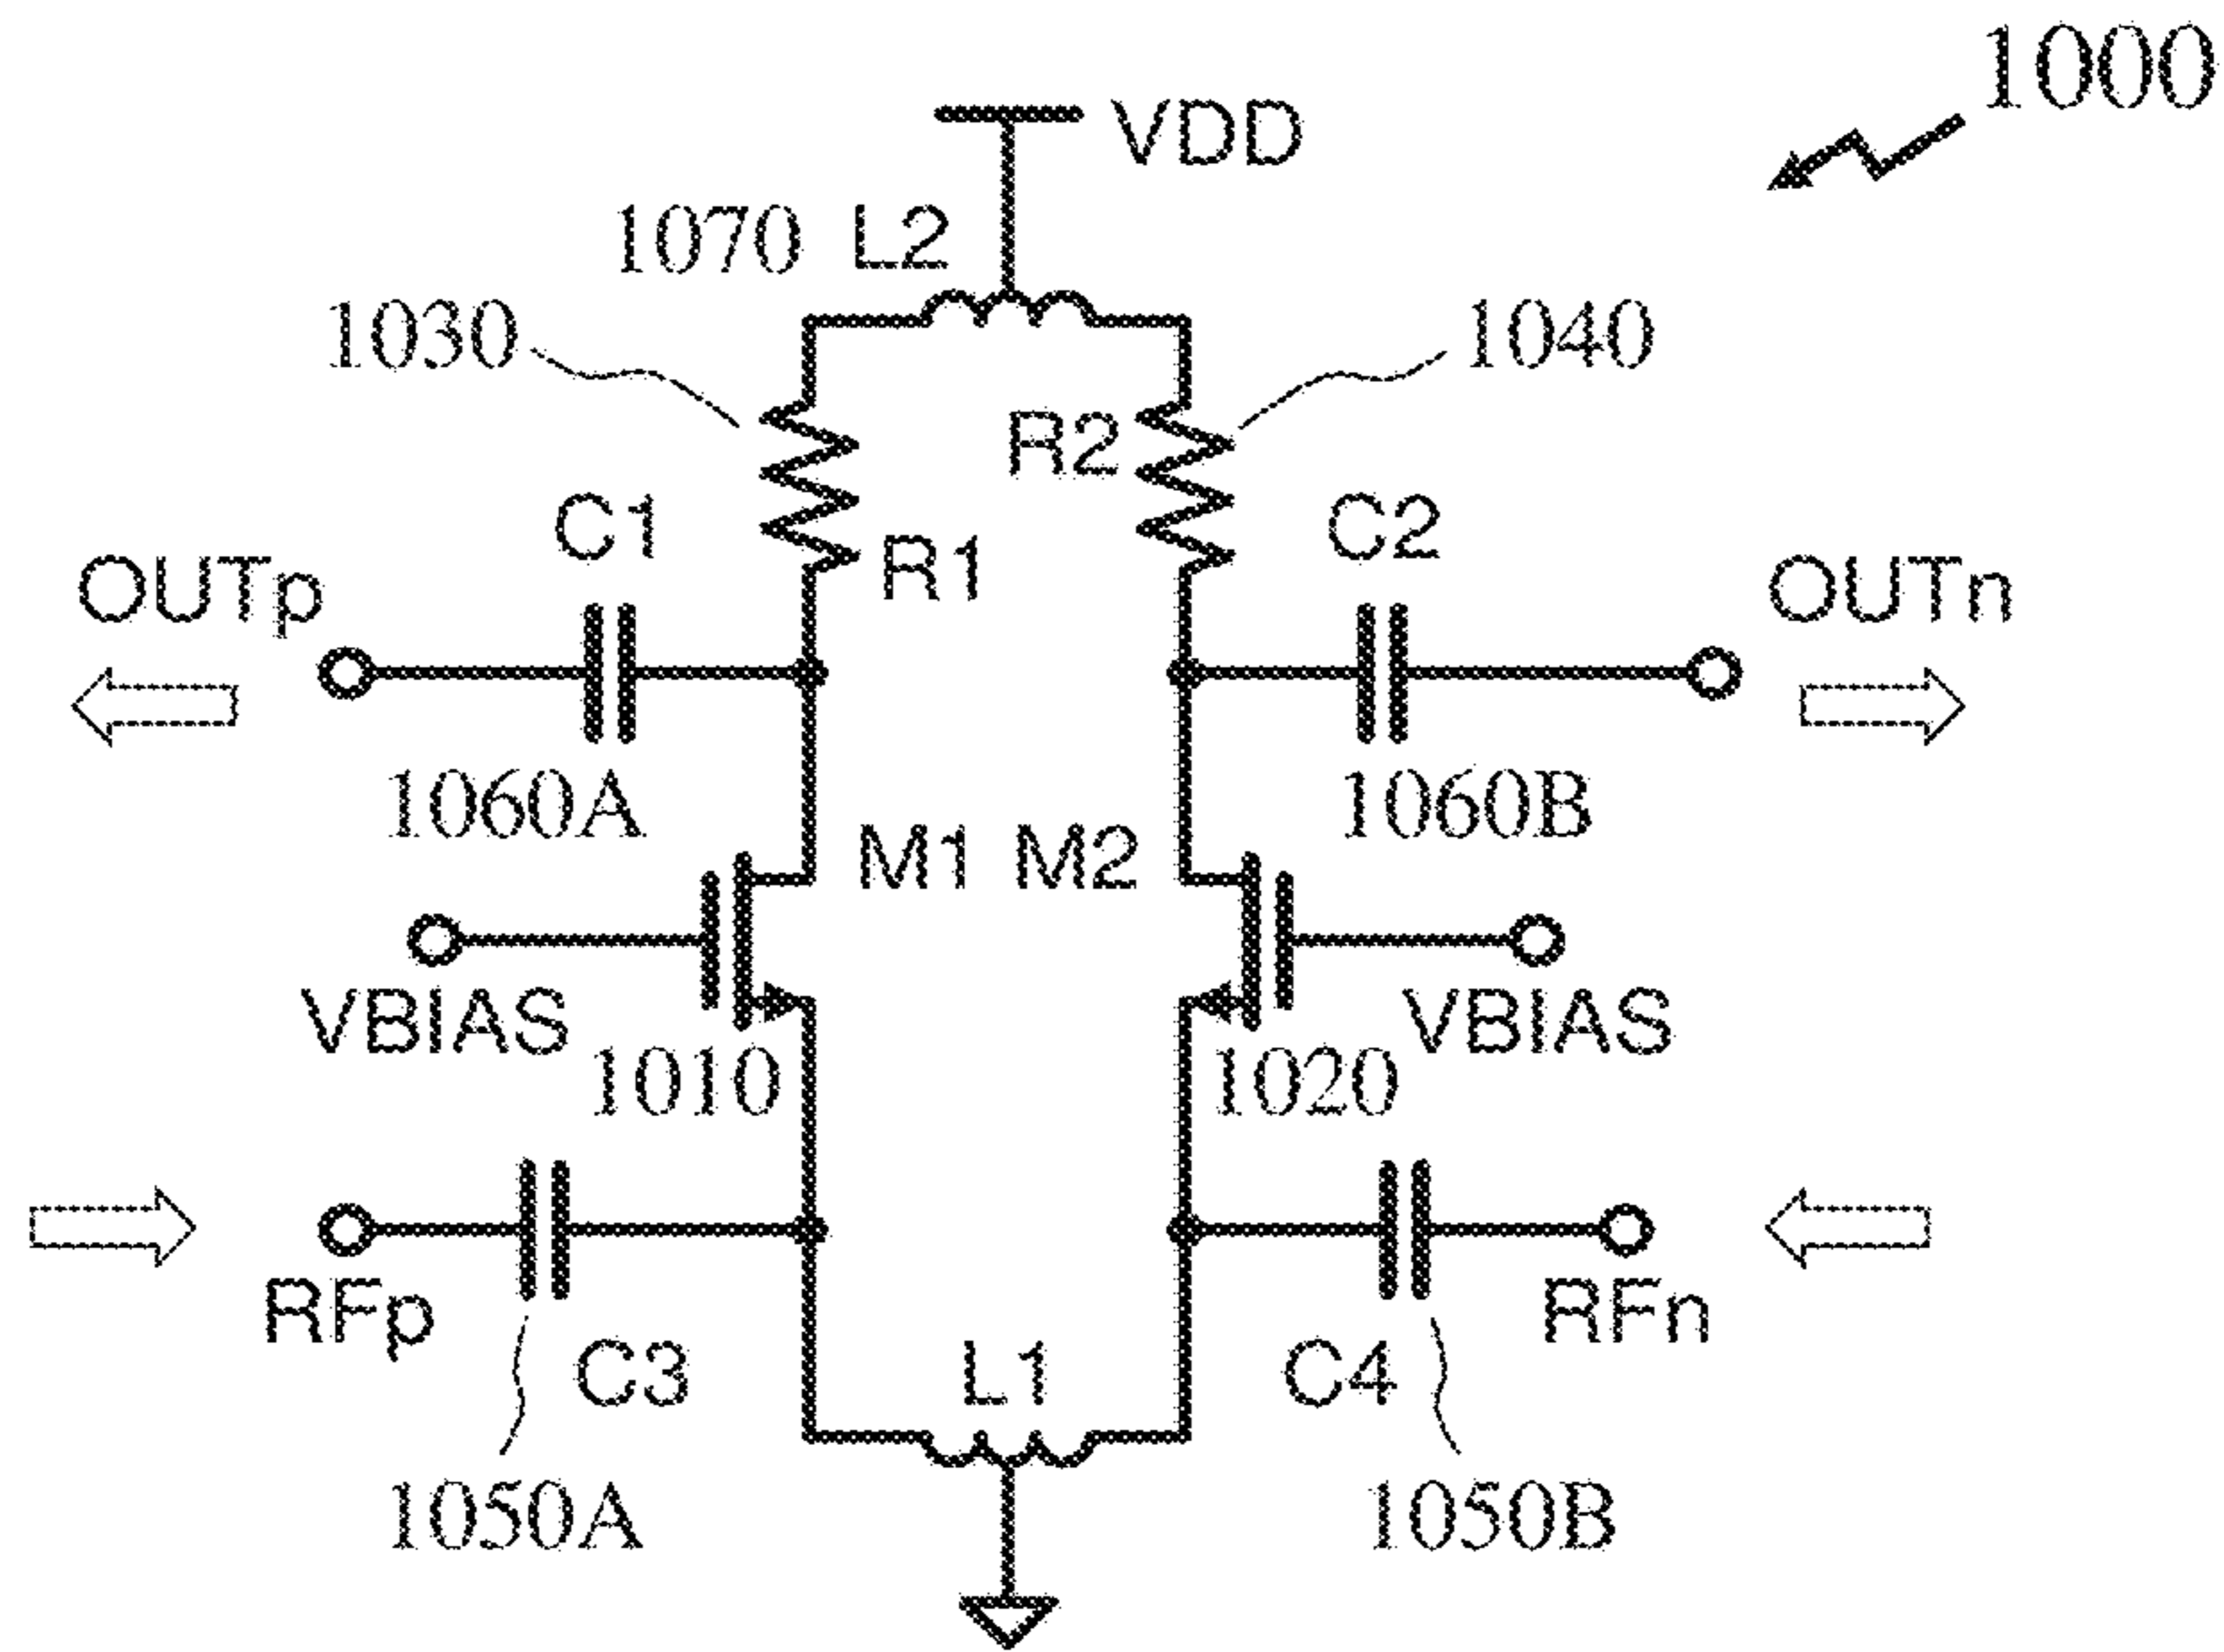 1000
VDD
1070 L2
1030
1040
R2
C1
R1
C2
OUTp
OUTn
1060A
1060B
M1 M2
VBIAS
VBIAS
1010
1020
RFp
RFn
C3
L1
C4
1050A
1050B